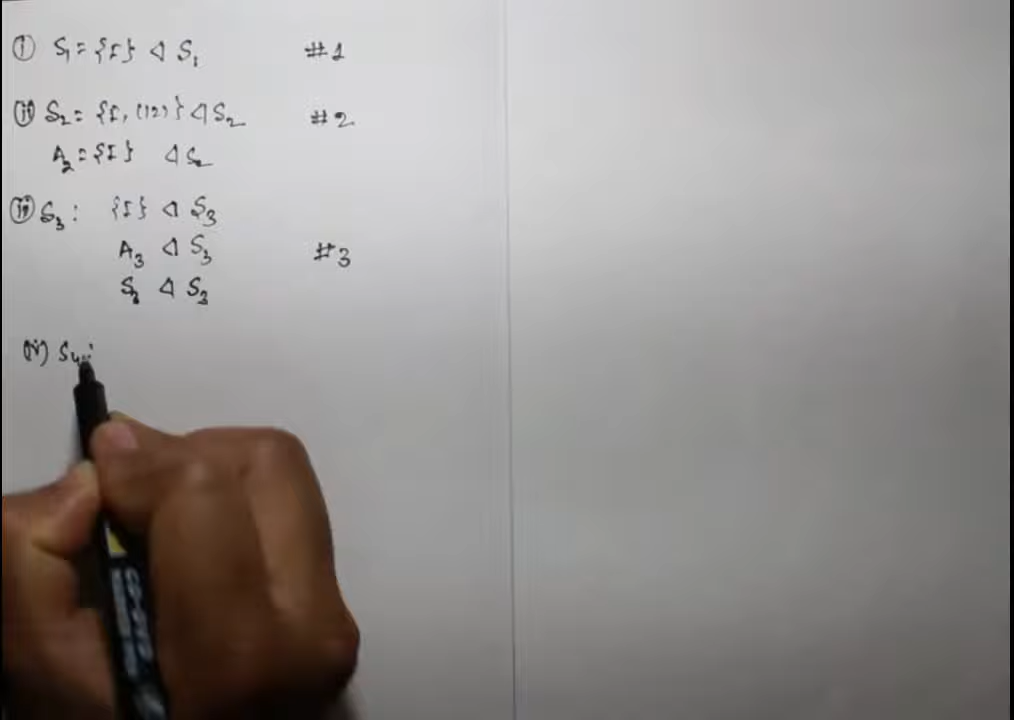 (i) S₁ = {I} ◁ S₁ #1
(ii) S₂ = {I, (12)} ◁ S₂ #2
A₂ = {I} ◁ S₂
(iii) S₃ : {I} ◁ S₃
A₃ ◁ S₃ #3
S₃ ◁ S₃
(iv) S₄: